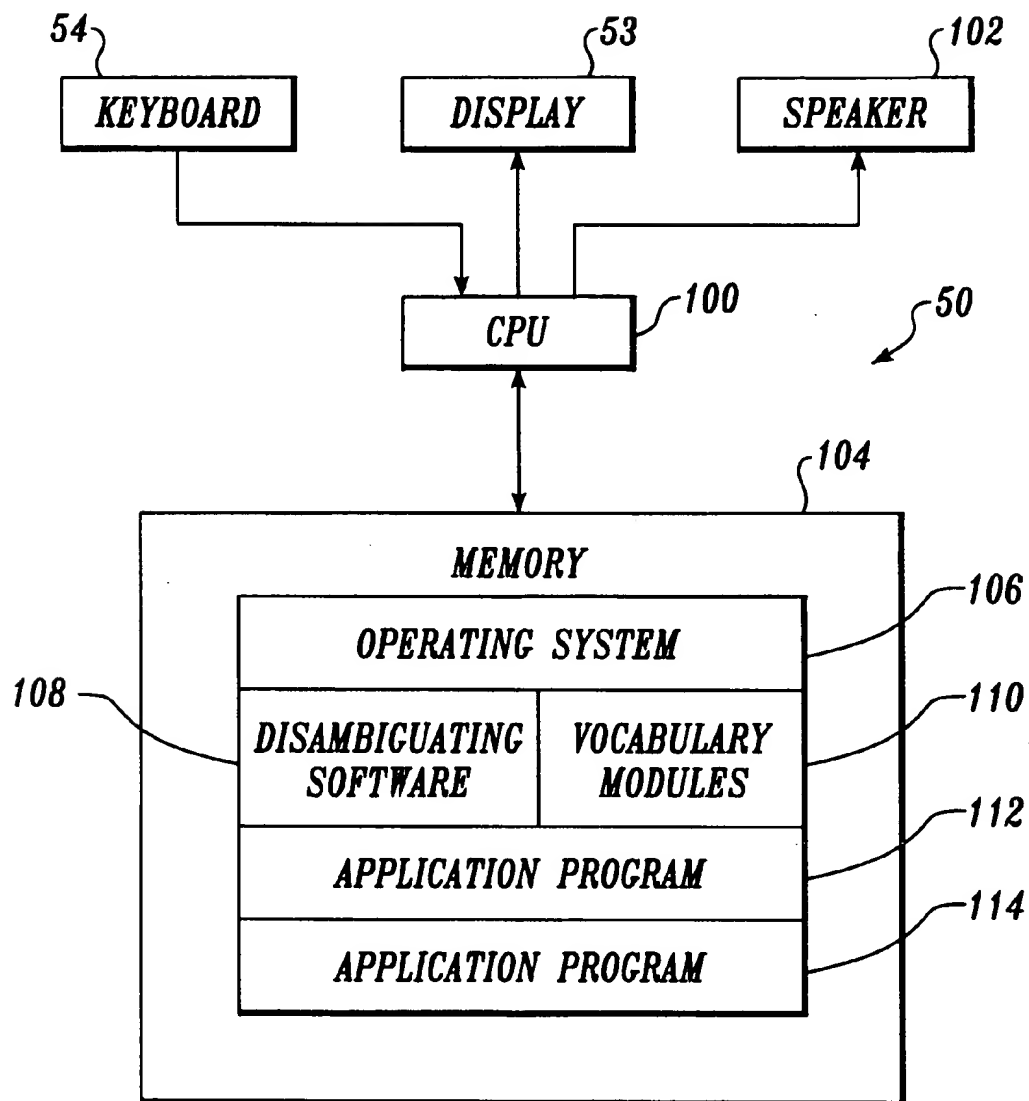 54
53
102
KEYBOARD
DISPLAY
SPEAKER
CPU
100
50
104
MEMORY
106
OPERATING SYSTEM
108
110
DISAMBIGUATING
SOFTWARE
VOCABULARY
MODULES
112
APPLICATION PROGRAM
114
APPLICATION PROGRAM